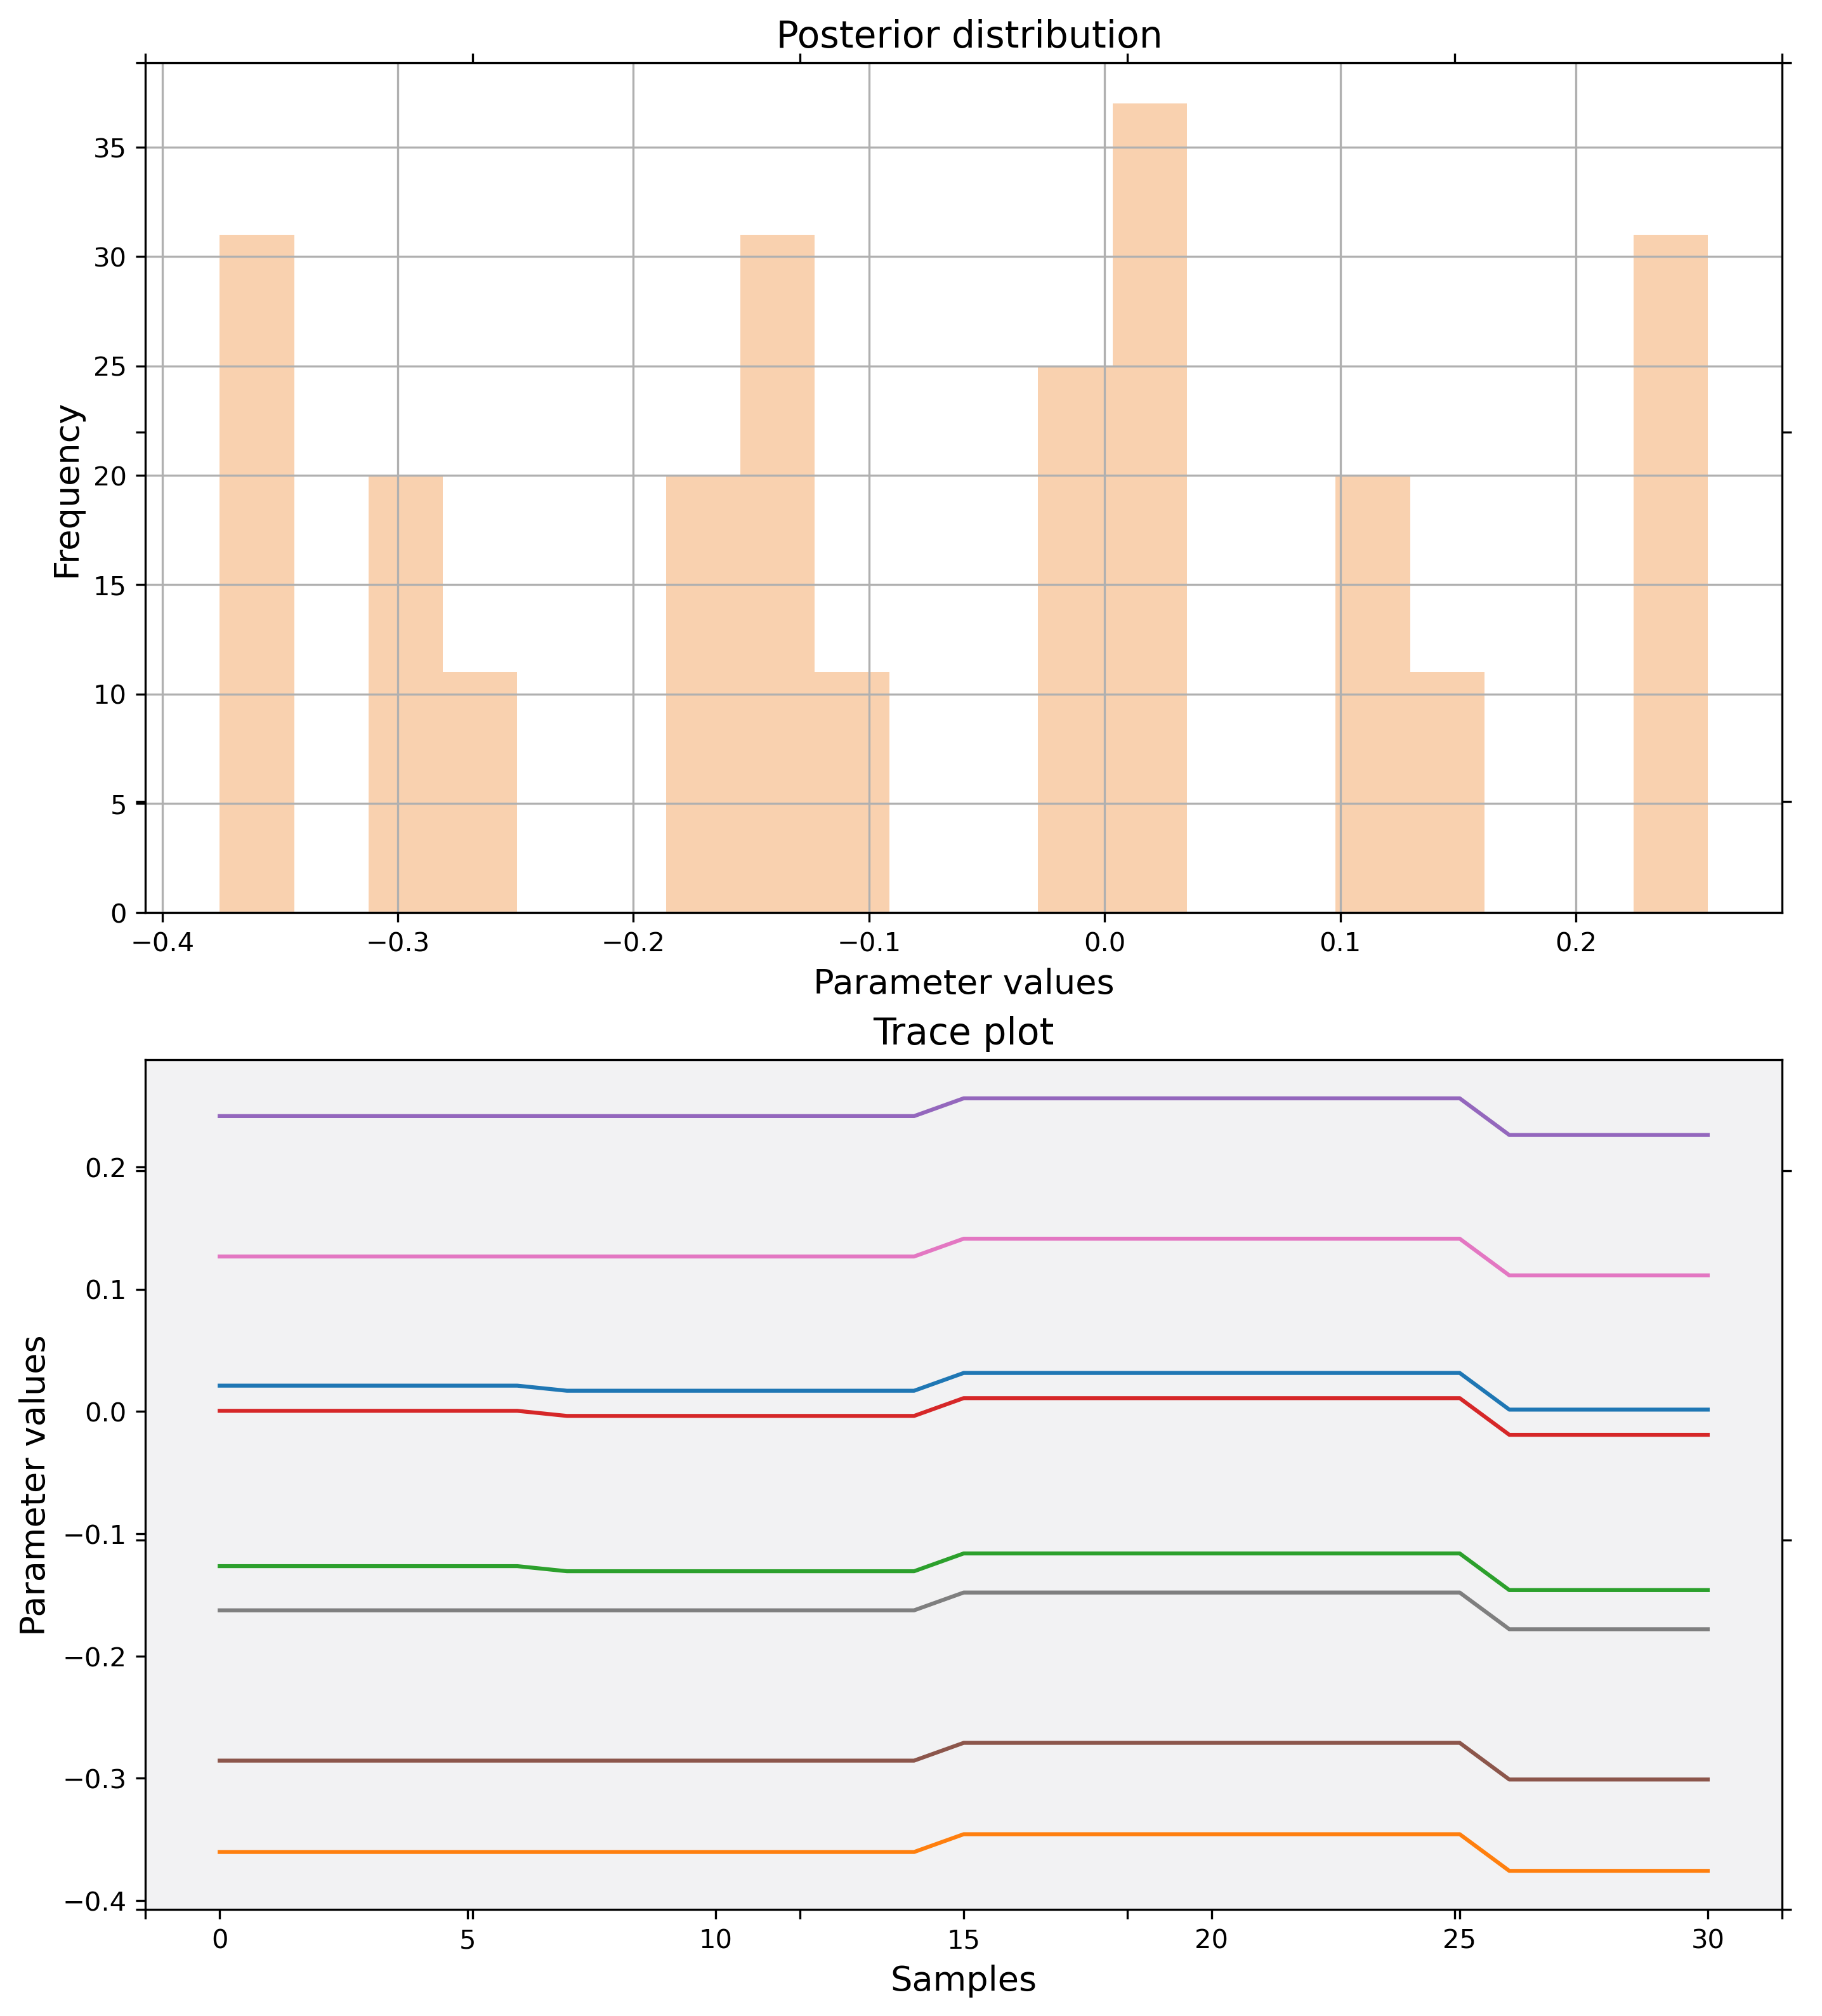 Posterior distribution
35
30
25
20
15
10
5
0
Frequency
−0.4 −0.3 −0.2 −0.1 0.0 0.1 0.2
Parameter values
Trace plot
0.2
0.1
0.0
−0.1
−0.2
−0.3
−0.4
Parameter values
0 5 10 15 20 25 30
Samples